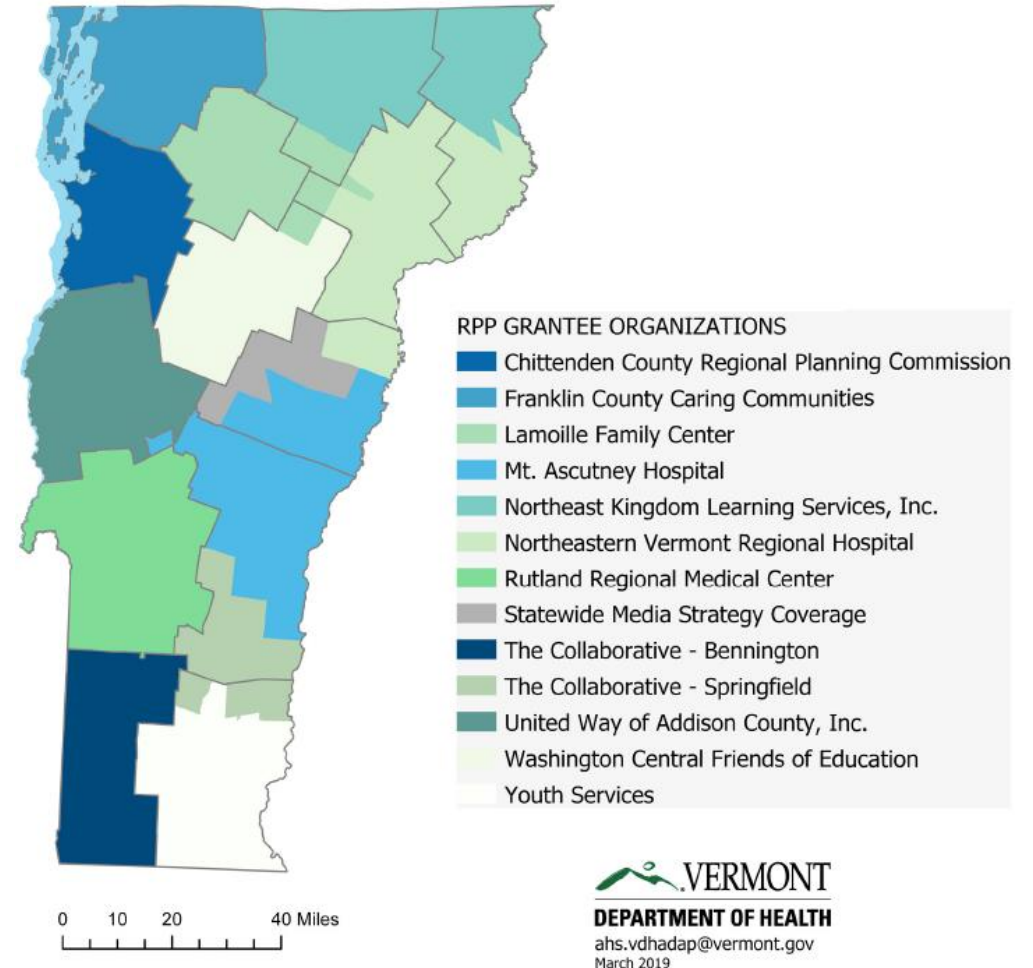 RPP GRANTEE ORGANIZATIONS
Chittenden County Regional Planning Commission
Franklin County Caring Communities
Lamoille Family Center
Mt. Ascutney Hospital
Northeast Kingdom Learning Services, Inc.
Northeastern Vermont Regional Hospital
Rutland Regional Medical Center
Statewide Media Strategy Coverage
The Collaborative - Bennington
The Collaborative - Springfield
United Way of Addison County, Inc.
Washington Central Friends of Education
Youth Services
0 10 20 40 Miles
VERMONT
DEPARTMENT OF HEALTH
ahs.vdhadap@vermont.gov
March 2019